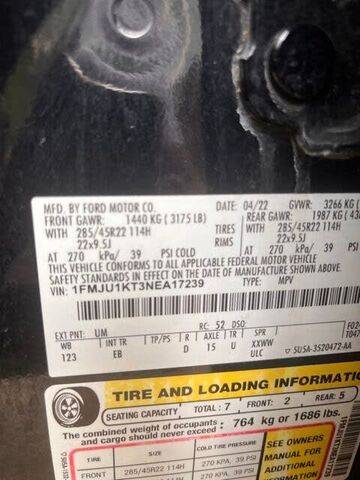 MFD. BY FORD MOTOR CO. 04/22 GVWR: 3266 KG (
FRONT GAWR: 1440 KG ( 3175 LB) REAR GAWR: 1987 KG (
WITH 285/45R22 114H TIRES WITH 285/45R22 114H
22x9.5J RIMS 22x9.5J
AT 270 kPa/ 39 PSI COLD AT 270 kPa/ 39
THIS VEHICLE CONFORMS TO ALL APPLICABLE FEDERAL MOTOR VEHICLE
SAFETY STANDARDS IN EFFECT ON THE DATE OF MANUFACTURE SHOWN
VIN: 1FMJU1KT3NEA17239 TYPE: MPV
EXT PNT: UM RC: 52 DSO:
WB INT TR TP/PS R AXLE TR SPR
123 EB D 15 U XXWW
ULC 5U5A-3520472-AA
TIRE AND LOADING INFORMATION
SEATING CAPACITY TOTAL: 7 FRONT: 2 REAR: 5
The combined weight of occupants and cargo should never exceed: 764 kg or 1686 lbs.
TIRE SIZE COLD TIRE PRESSURE SEE OWNERS
FRONT 285/45R22 114H 270 KPA, 39 PSI MANUAL FOR
285/45R22 114H 270 KPA, 39 PSI ADDITIONAL